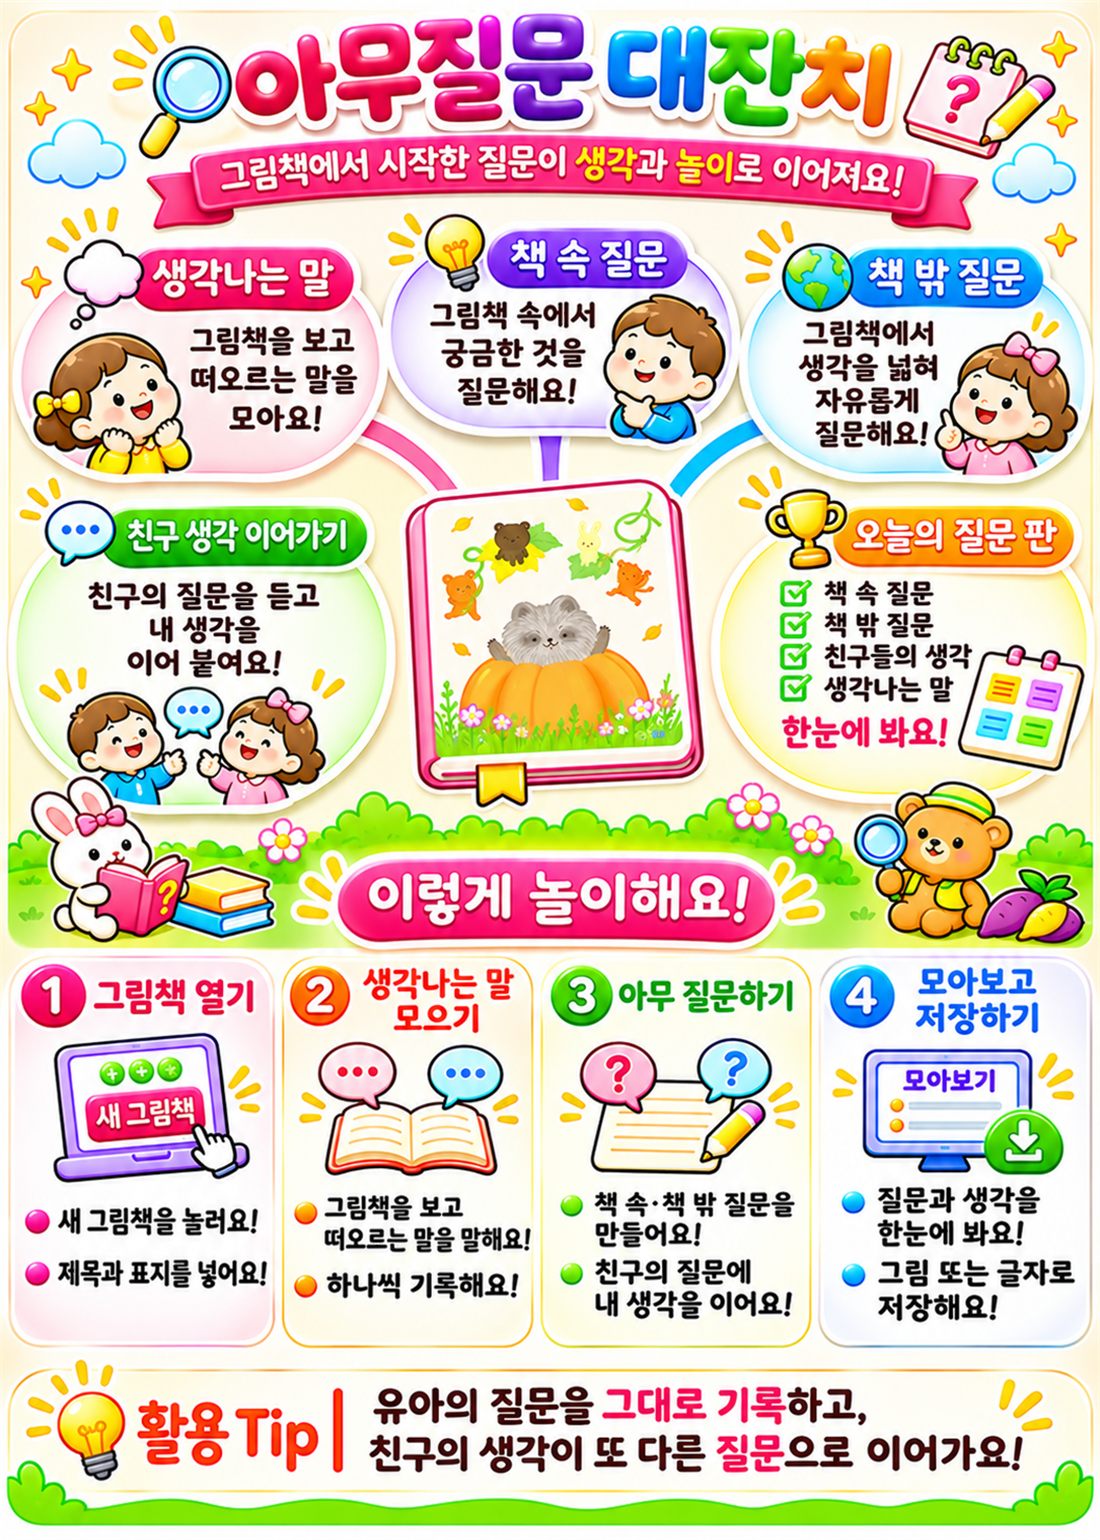 아무질문 대잔치
그림책에서 시작한 질문이 생각과 놀이로 이어져요!
생각나는 말
그림책을 보고
떠오르는 말을
모아요!
책 속 질문
그림책 속에서
궁금한 것을
질문해요!
책 밖 질문
그림책에서
생각을 넓혀
자유롭게
질문해요!
친구 생각 이어가기
친구의 질문을 듣고
내 생각을
이어 붙여요!
오늘의 질문 판
책 속 질문
책 밖 질문
친구들의 생각
생각나는 말
한눈에 봐요!
이렇게 놀이해요!
1 그림책 열기
새 그림책
새 그림책을 눌러요!
제목과 표지를 넣어요!
2 생각나는 말
모으기
그림책을 보고
떠오르는 말을 말해요!
하나씩 기록해요!
3 아무 질문하기
책 속·책 밖 질문을
만들어요!
친구의 질문에
내 생각을 이어요!
4 모아보고
저장하기
모아보기
질문과 생각을
한눈에 봐요!
그림 또는 글자로
저장해요!
활용 Tip
유아의 질문을 그대로 기록하고,
친구의 생각이 또 다른 질문으로 이어가요!